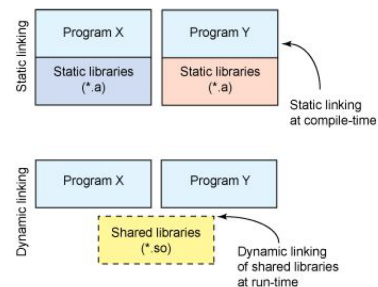 Static linking
Program X
Static libraries
(*.a)
Program Y
Static libraries
(*.a)
Static linking
at compile-time
Dynamic linking
Program X
Program Y
Shared libraries
(*.so)
Dynamic linking
of shared libraries
at run-time